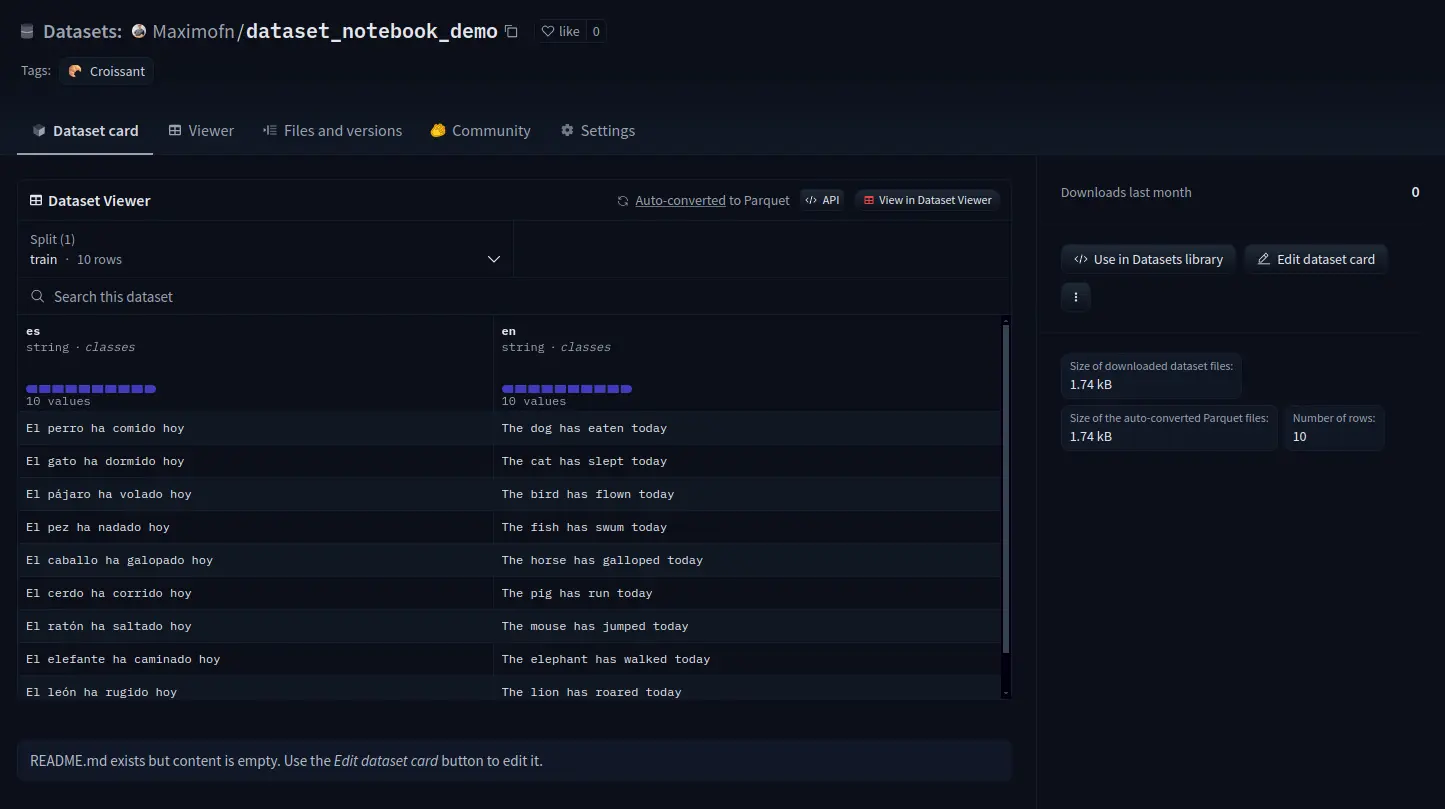 Datasets: Maximofn/dataset_notebook_demo like 0
Tags: Croissant
Dataset card Viewer Files and versions Community Settings
Dataset Viewer Auto-converted to Parquet API View in Dataset Viewer
Split (1)
train · 10 rows
Search this dataset
es en
string · classes string · classes
10 values 10 values
El perro ha comido hoy The dog has eaten today
El gato ha dormido hoy The cat has slept today
El pájaro ha volado hoy The bird has flown today
El pez ha nadado hoy The fish has swum today
El caballo ha galopado hoy The horse has galloped today
El cerdo ha corrido hoy The pig has run today
El ratón ha saltado hoy The mouse has jumped today
El elefante ha caminado hoy The elephant has walked today
El león ha rugido hoy The lion has roared today
README.md exists but content is empty. Use the Edit dataset card button to edit it.
Downloads last month 0
Use in Datasets library Edit dataset card
Size of downloaded dataset files:
1.74 kB
Size of the auto-converted Parquet files: Number of rows:
1.74 kB 10